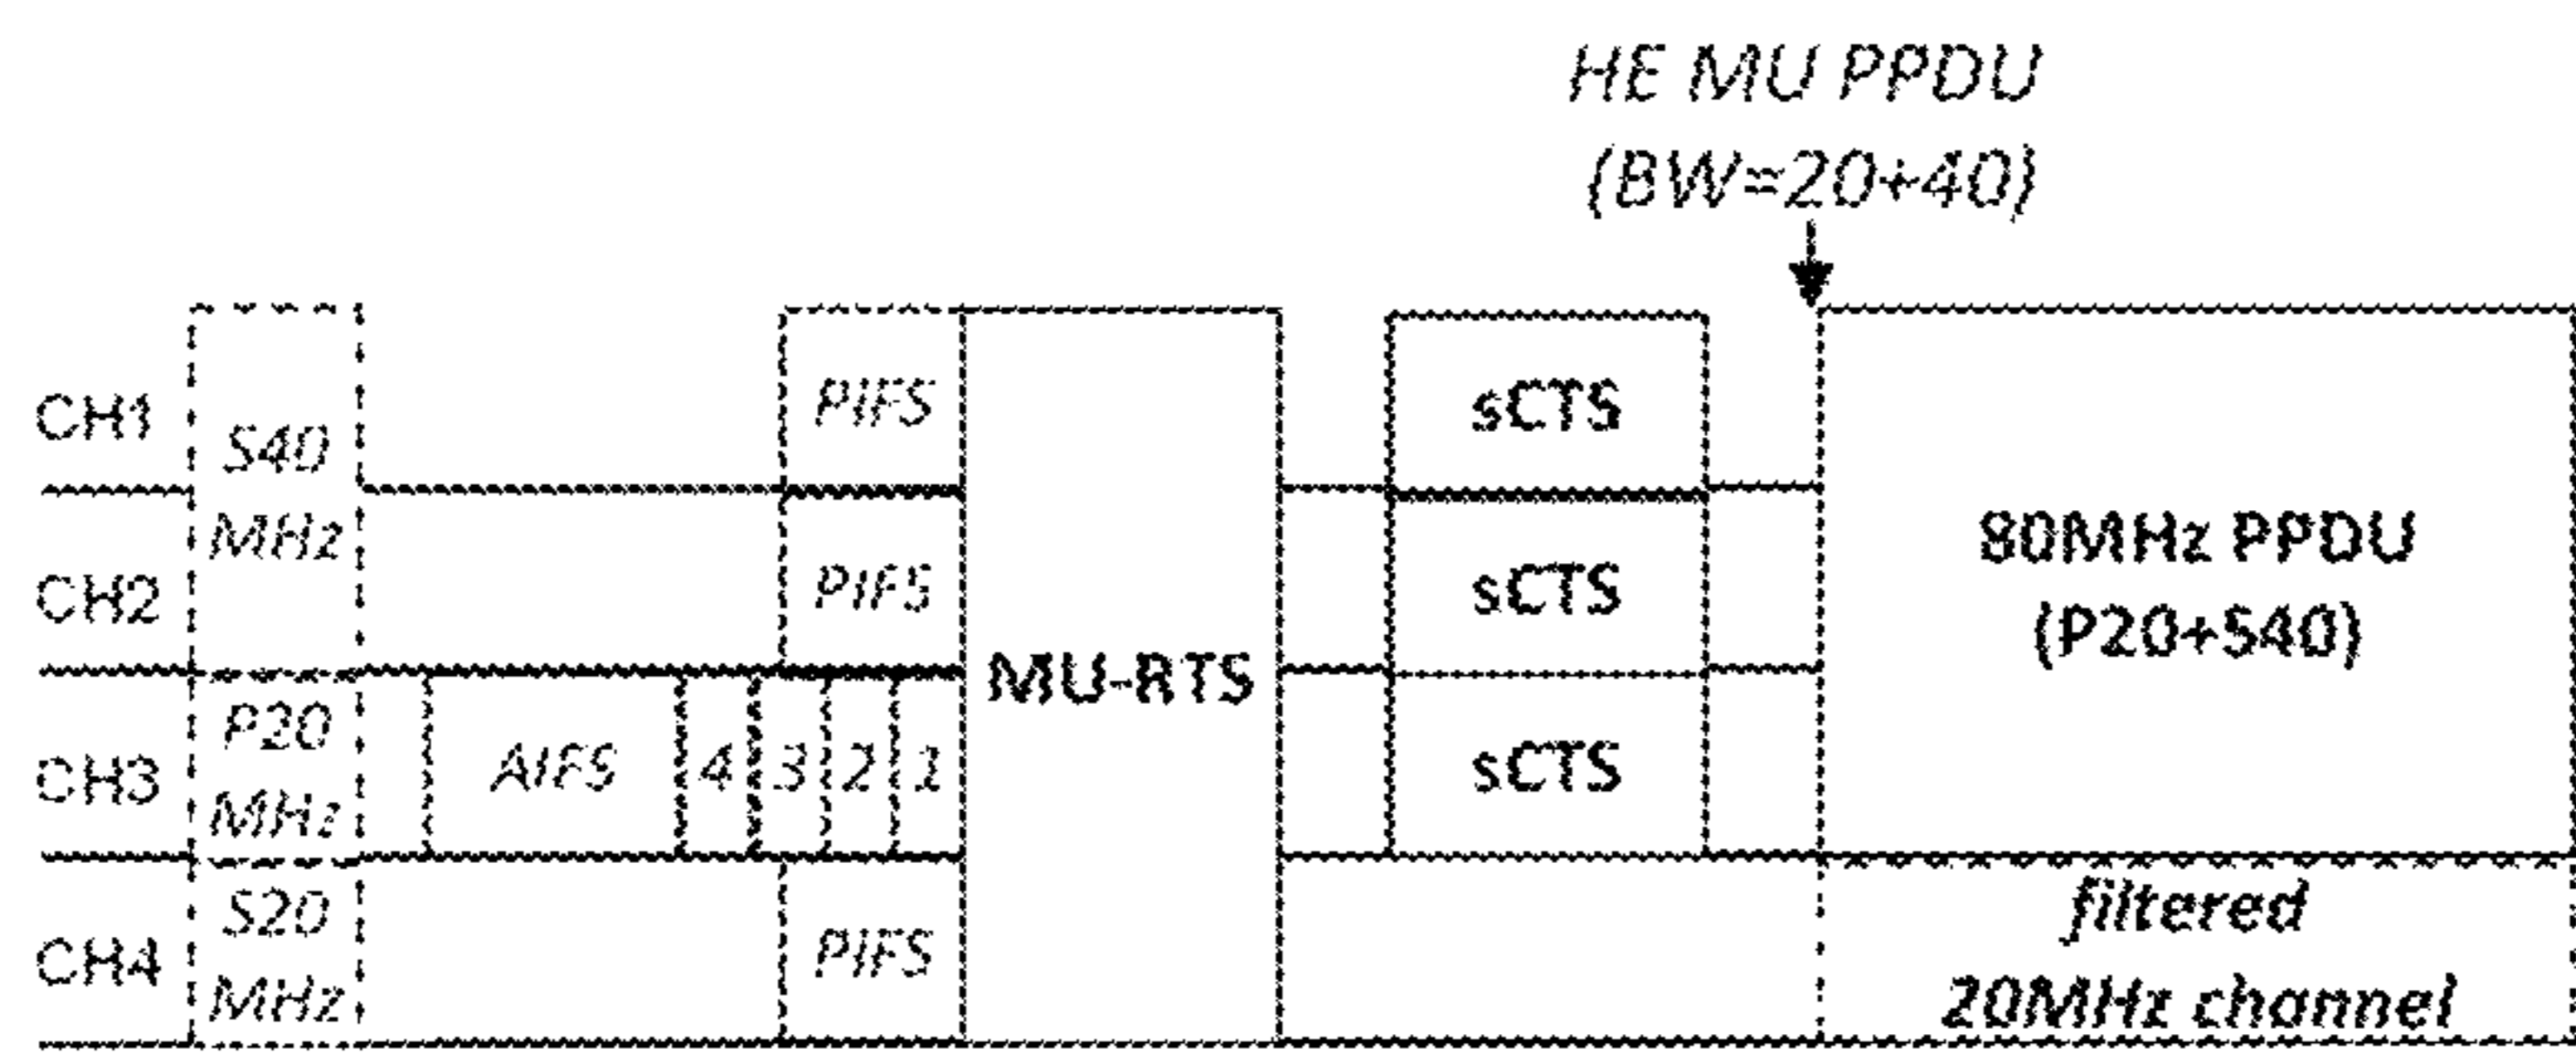 HE MU PPDU
(BW=20+40)
CH1
CH2
CH3
CH4
S40
MHz
P20
MHz
S20
MHz
PIFS
PIFS
AIFS 4 3 2 1
PIFS
MU-RTS
sCTS
sCTS
sCTS
80MHz PPDU
(P20+S40)
filtered
20MHz channel